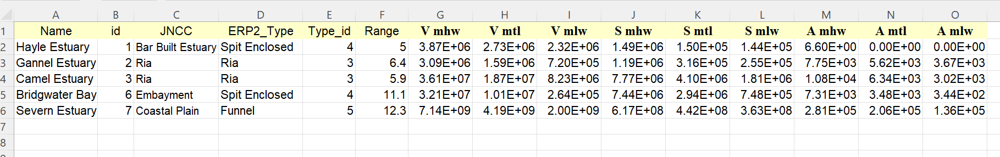 A B C D E F G H I J K L M N O
1 Name id JNCC ERP2_Type Type_id Range V mhw V mtl V mlw S mhw S mtl S mlw A mhw A mtl A mlw
2 Hayle Estuary 1 Bar Built Estuary Spit Enclosed 4 5 3.87E+06 2.73E+06 2.32E+06 1.49E+06 1.50E+05 1.44E+05 6.60E+00 0.00E+00 0.00E+00
3 Gannel Estuary 2 Ria Ria 3 6.4 3.09E+06 1.59E+06 7.20E+05 1.19E+06 3.16E+05 2.55E+05 7.75E+03 5.62E+03 3.67E+03
4 Camel Estuary 3 Ria Ria 3 5.9 3.61E+07 1.87E+07 8.23E+06 7.77E+06 4.10E+06 1.81E+06 1.08E+04 6.34E+03 3.02E+03
5 Bridgwater Bay 6 Embayment Spit Enclosed 4 11.1 3.21E+07 1.01E+07 2.64E+05 7.44E+06 2.94E+06 7.48E+05 7.31E+03 3.48E+03 3.44E+02
6 Severn Estuary 7 Coastal Plain Funnel 5 12.3 7.14E+09 4.19E+09 2.00E+09 6.17E+08 4.42E+08 3.63E+08 2.81E+05 2.06E+05 1.36E+05
7
8